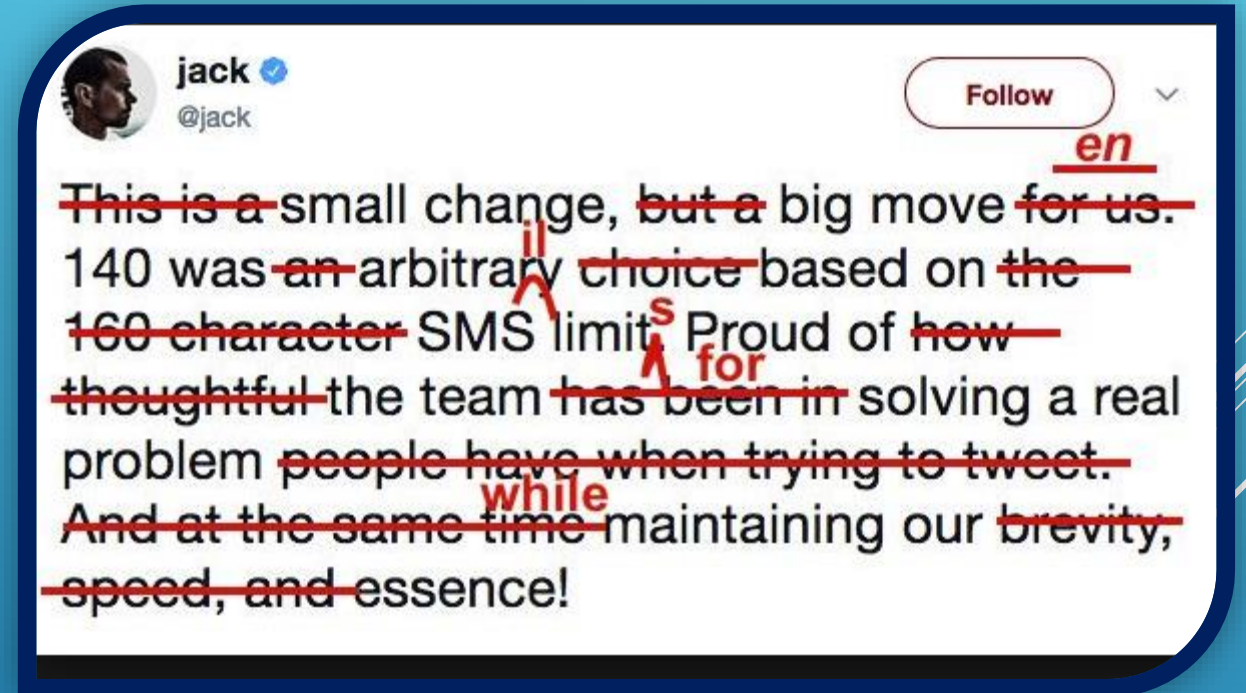 jack
@jack
Follow
en
This is a small change, but a big move for us.
il
140 was an arbitrary choice based on the
s
160 character SMS limit. Proud of how
for
thoughtful the team has been in solving a real
problem people have when trying to tweet.
while
And at the same time maintaining our brevity,
speed, and essence!